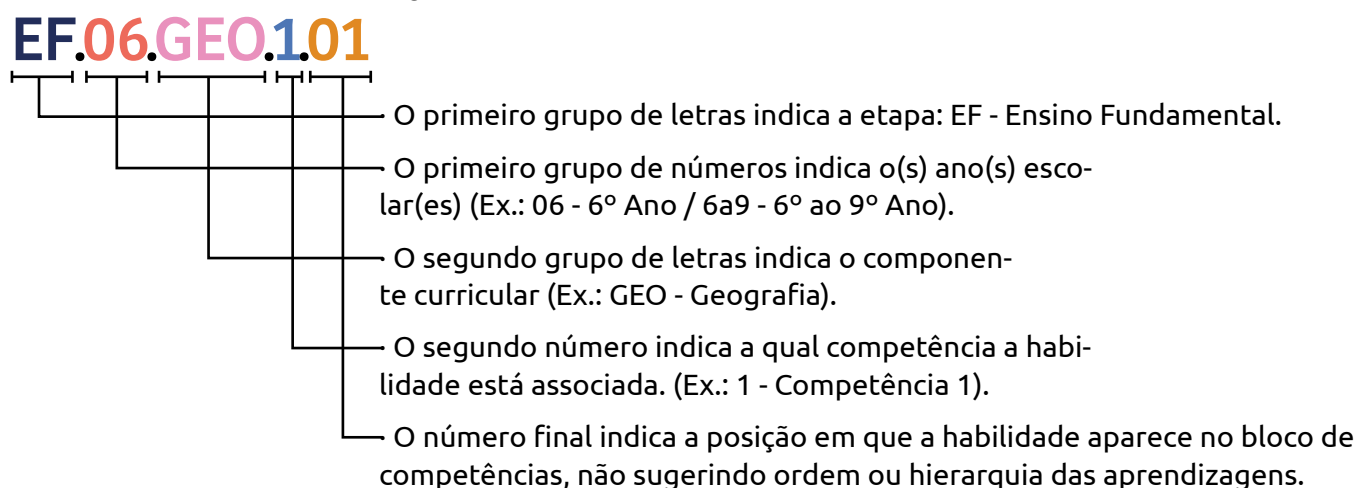 EF.06.GEO.1.01
· O primeiro grupo de letras indica a etapa: EF - Ensino Fundamental.
· O primeiro grupo de números indica o(s) ano(s) esco-
lar(es) (Ex.: 06 - 6º Ano / 6a9 - 6º ao 9º Ano).
· O segundo grupo de letras indica o componen-
te curricular (Ex.: GEO - Geografia).
· O segundo número indica a qual competência a habi-
lidade está associada. (Ex.: 1 - Competência 1).
· O número final indica a posição em que a habilidade aparece no bloco de
competências, não sugerindo ordem ou hierarquia das aprendizagens.